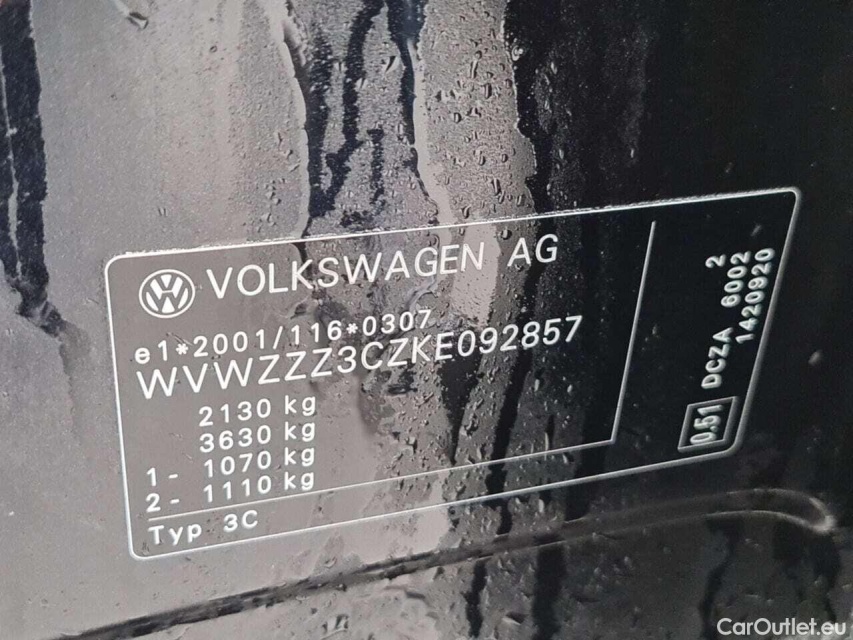 VOLKSWAGEN AG
e1*2001/116*0307
WVWZZZ3CZKE092857
2130 kg
3630 kg
1- 1070 kg
2- 1110 kg
Typ 3C
2
DCZA 6002
1420920
0.51
CarOutlet.eu